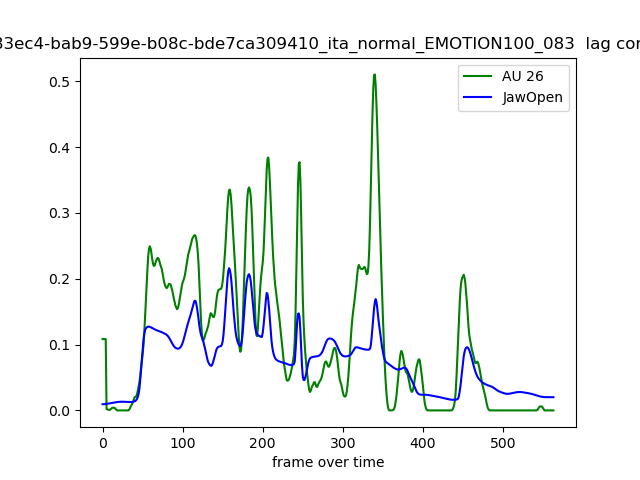 33ec4-bab9-599e-b08c-bde7ca309410_ita_normal_EMOTION100_083 lag cor
AU 26
JawOpen
0.5
0.4
0.3
0.2
0.1
0.0
0 100 200 300 400 500
frame over time